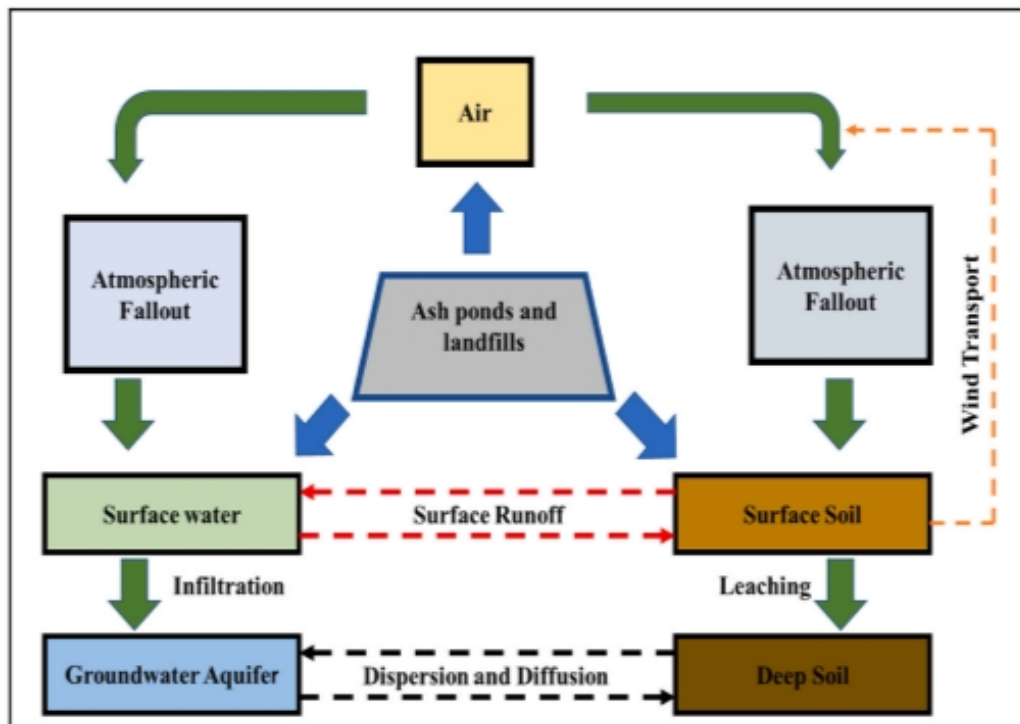 Air
Atmospheric
Fallout
Ash ponds and
landfills
Atmospheric
Fallout
Wind Transport
Surface water
Surface Runoff
Surface Soil
Infiltration
Leaching
Groundwater Aquifer
Dispersion and Diffusion
Deep Soil